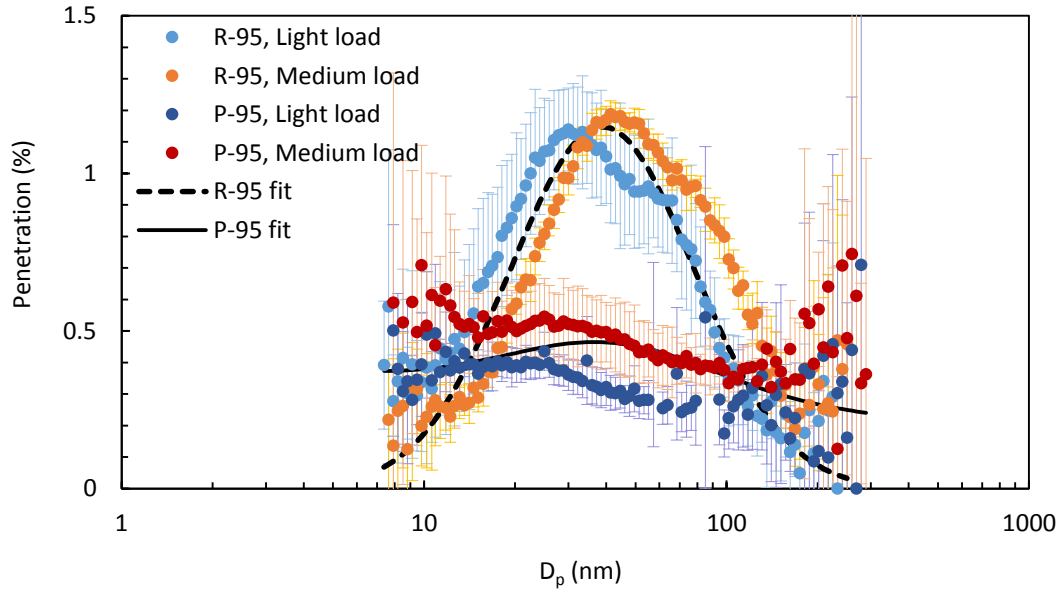 1.5
1
0.5
0
Penetration (%)
R-95, Light load
R-95, Medium load
P-95, Light load
P-95, Medium load
R-95 fit
P-95 fit
1 10 100 1000
Dp (nm)